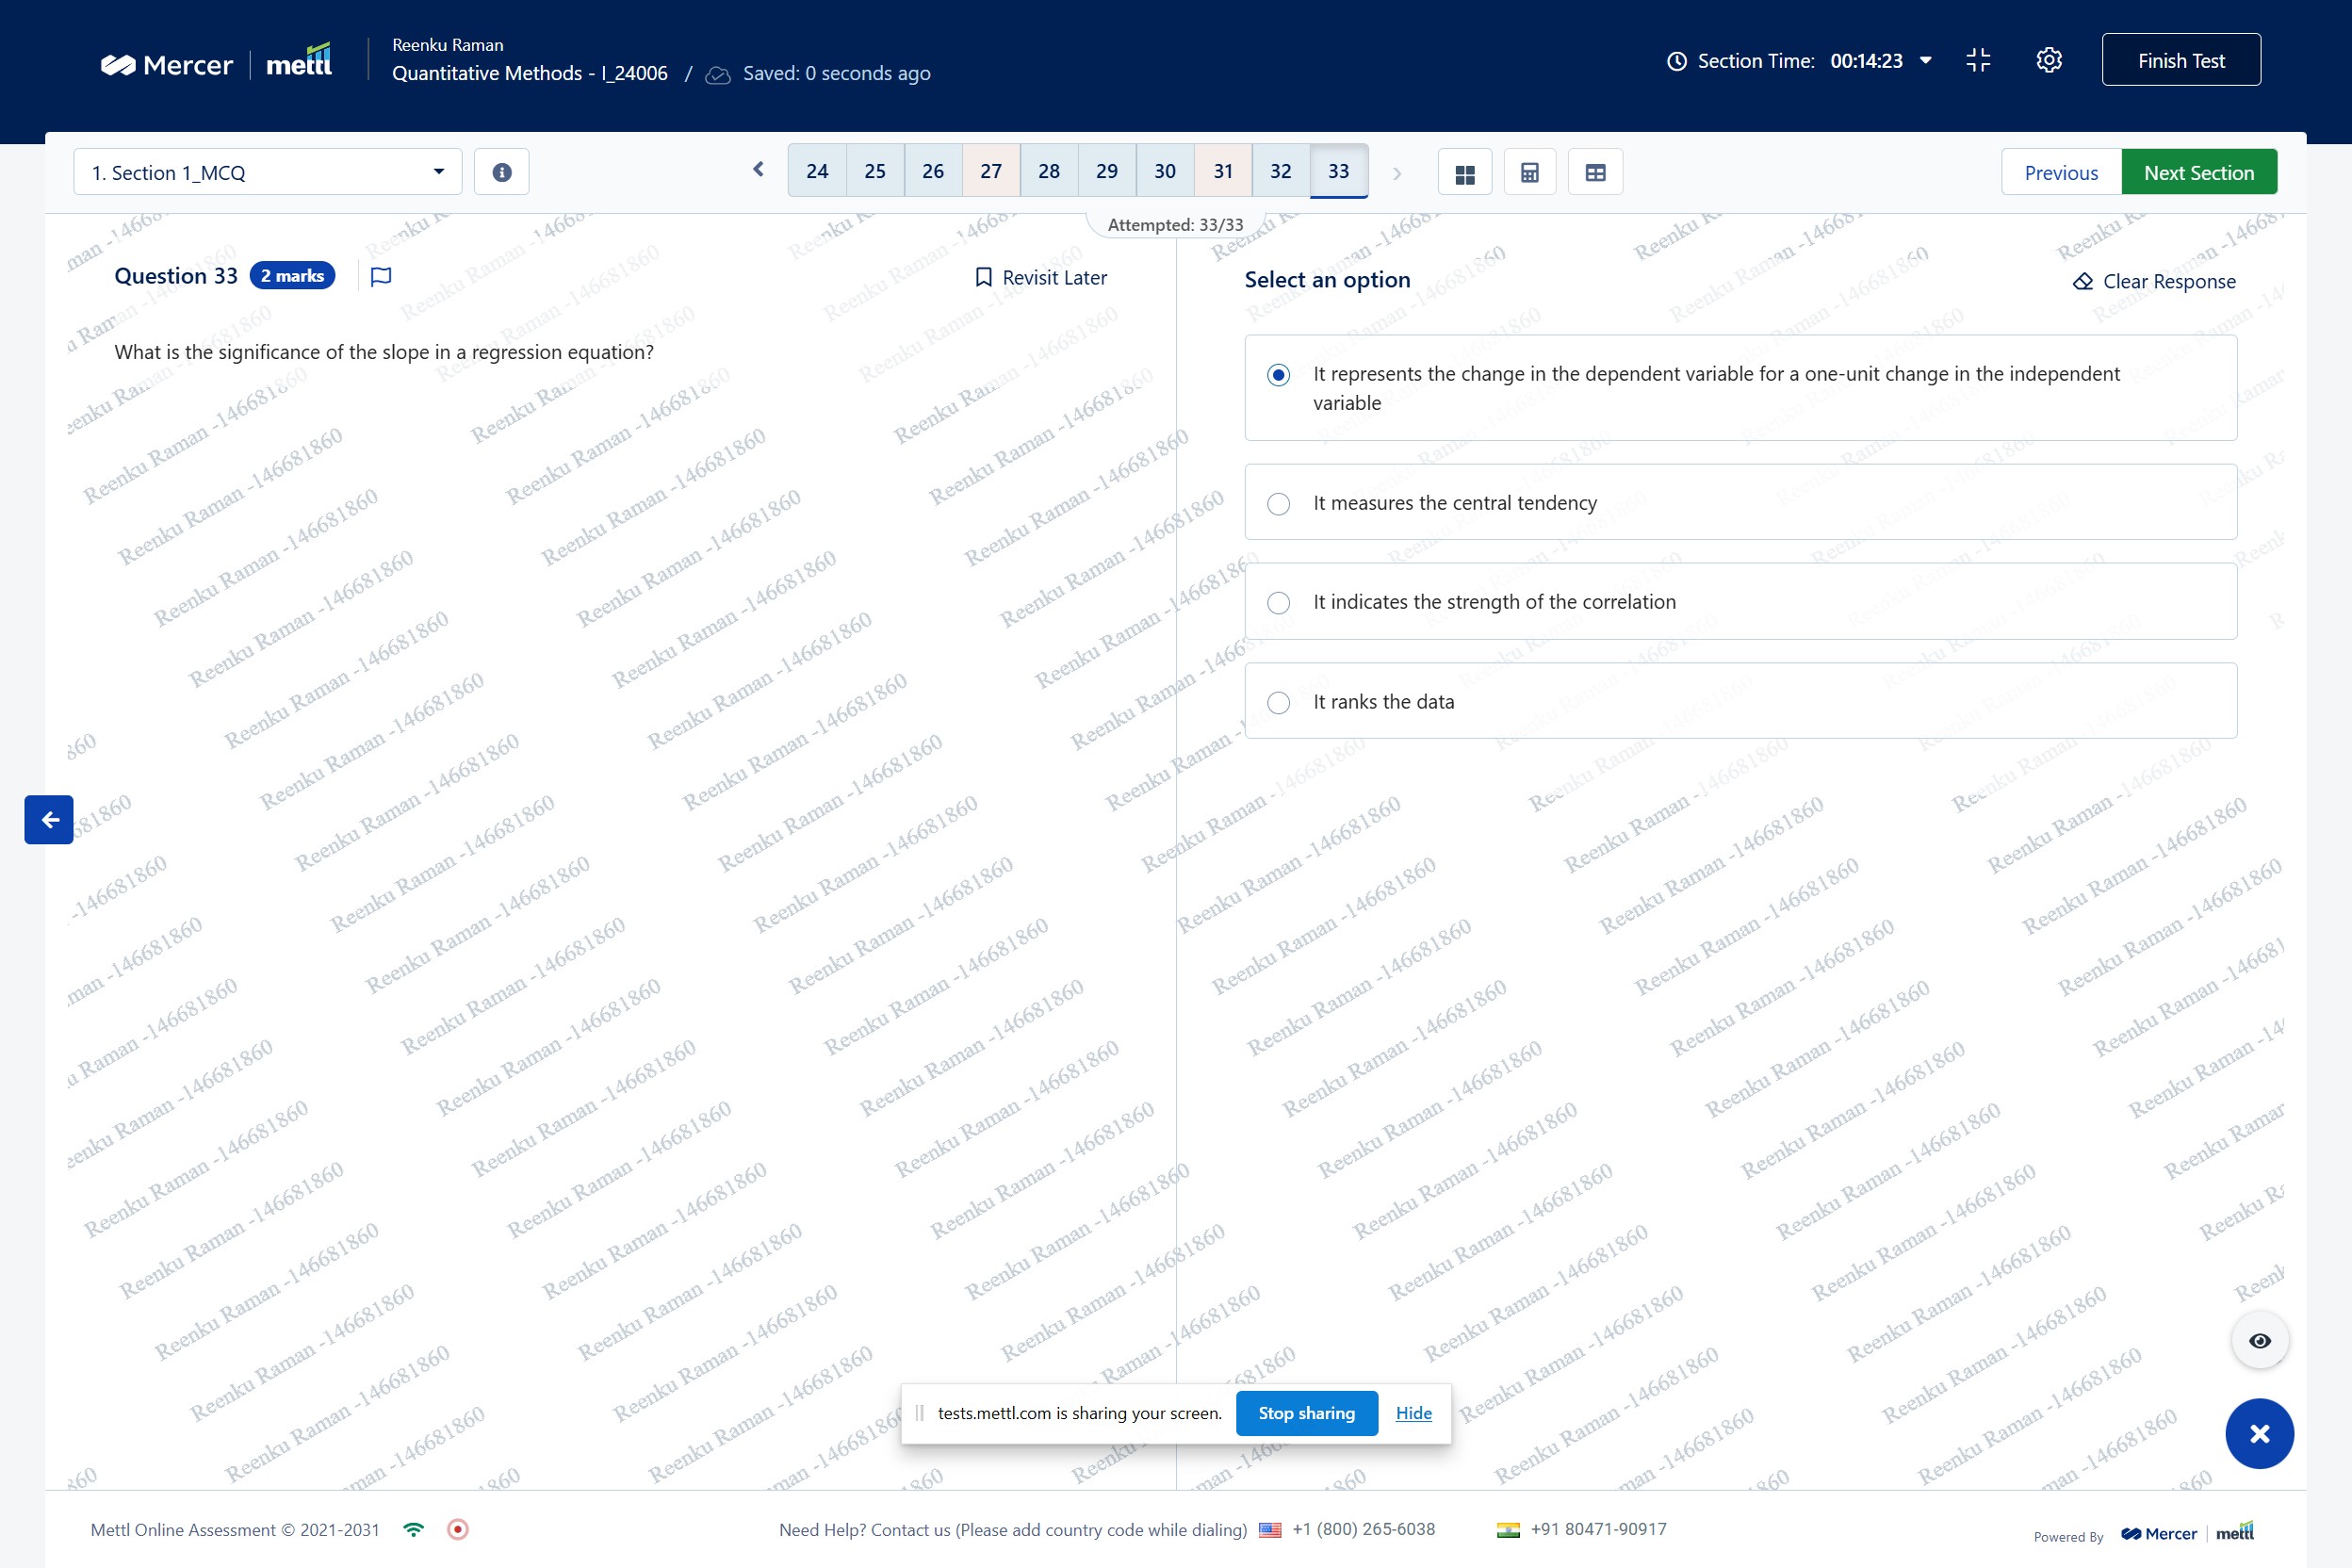 Mercer
mettl
Reenku Raman
Quantitative Methods - I_24006 / Saved: 0 seconds ago
Section Time: 00:14:23
Finish Test
1. Section 1_MCQ
24 25 26 27 28 29 30 31 32 33
Previous
Next Section
Attempted: 33/33
Question 33 2 marks
Revisit Later
What is the significance of the slope in a regression equation?
Select an option
Clear Response
It represents the change in the dependent variable for a one-unit change in the independent
variable
It measures the central tendency
It indicates the strength of the correlation
It ranks the data
Reenku Raman -146681860
tests.mettl.com is sharing your screen.
Stop sharing
Hide
Mettl Online Assessment © 2021-2031
Need Help? Contact us (Please add country code while dialing) +1 (800) 265-6038 +91 80471-90917
Powered By Mercer mettl